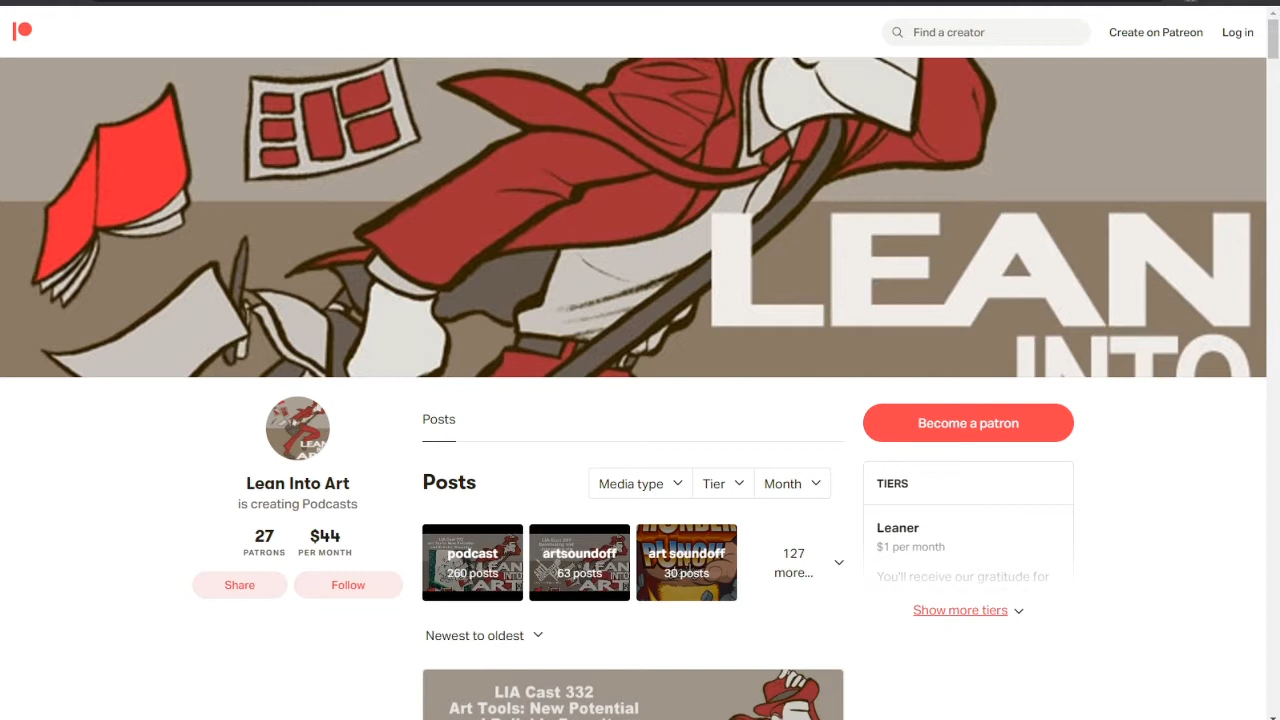 Find a creator
Create on Patreon
Log in
LEAN
INTO
Lean Into Art
is creating Podcasts
27
PATRONS
$44
PER MONTH
Share
Follow
Posts
Posts
Media type
Tier
Month
podcast
260 posts
artsoundoff
63 posts
art soundoff
30 posts
127
more...
Newest to oldest
LIA Cast 332
Art Tools: New Potential
Become a patron
TIERS
Leaner
$1 per month
You'll receive our gratitude for
Show more tiers